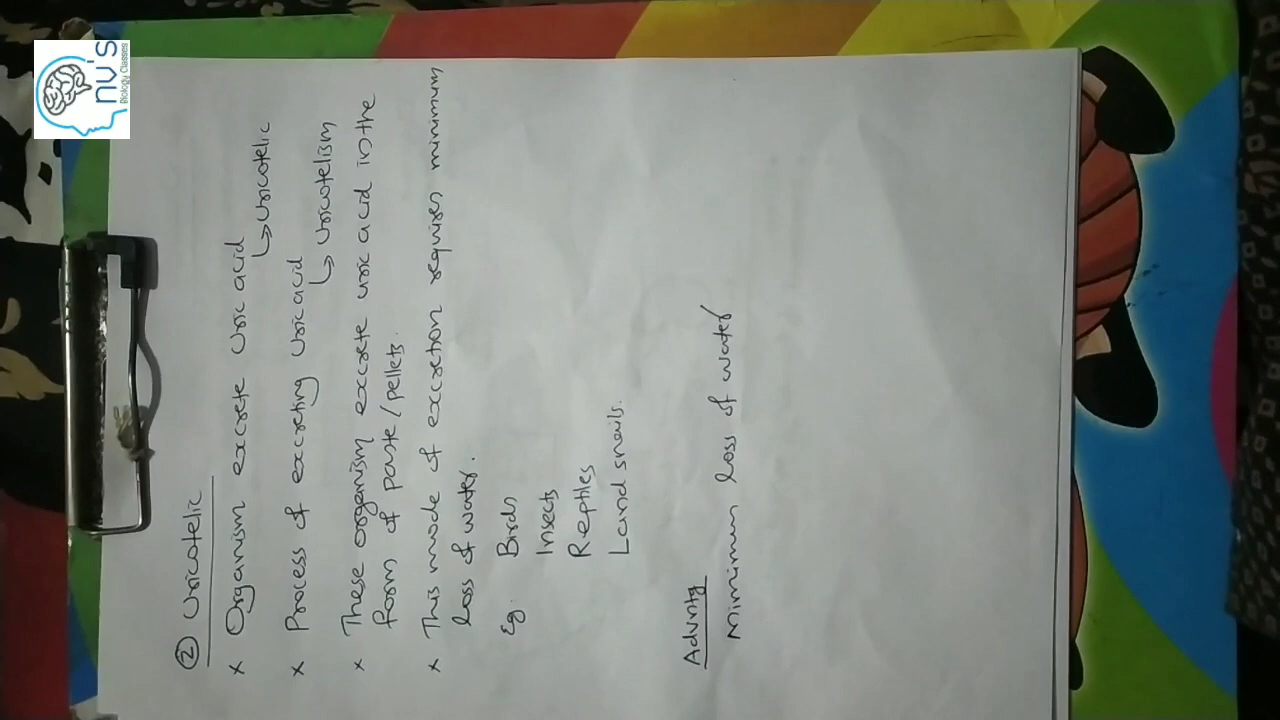 nv's
Biology Classes
② Uricotelic
x Organism excrete uric acid
↳ uricotelic
x Process of excreting uric acid
↳ uricotelism
x These organism excrete uric acid in the
form of paste/pellets.
x This mode of excretion requires minimum
loss of water.
Eg. Birds
Insects
Reptiles
Land snails.
Advntg
Minimum loss of water